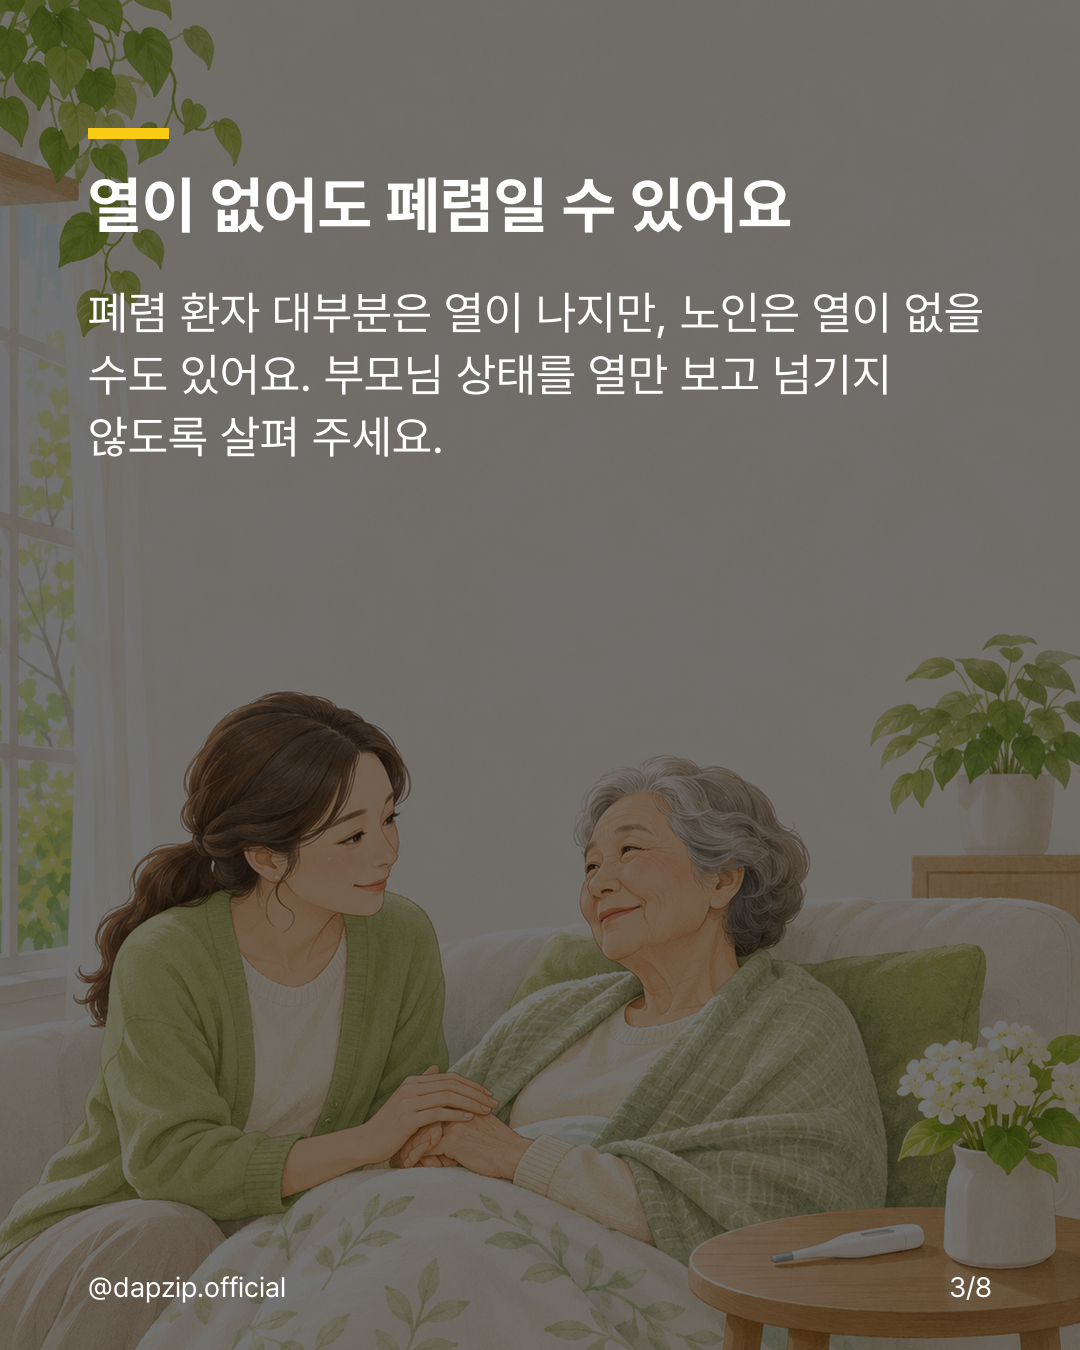 열이 없어도 폐렴일 수 있어요
폐렴 환자 대부분은 열이 나지만, 노인은 열이 없을
수도 있어요. 부모님 상태를 열만 보고 넘기지
않도록 살펴 주세요.
@dapzip.official
3/8